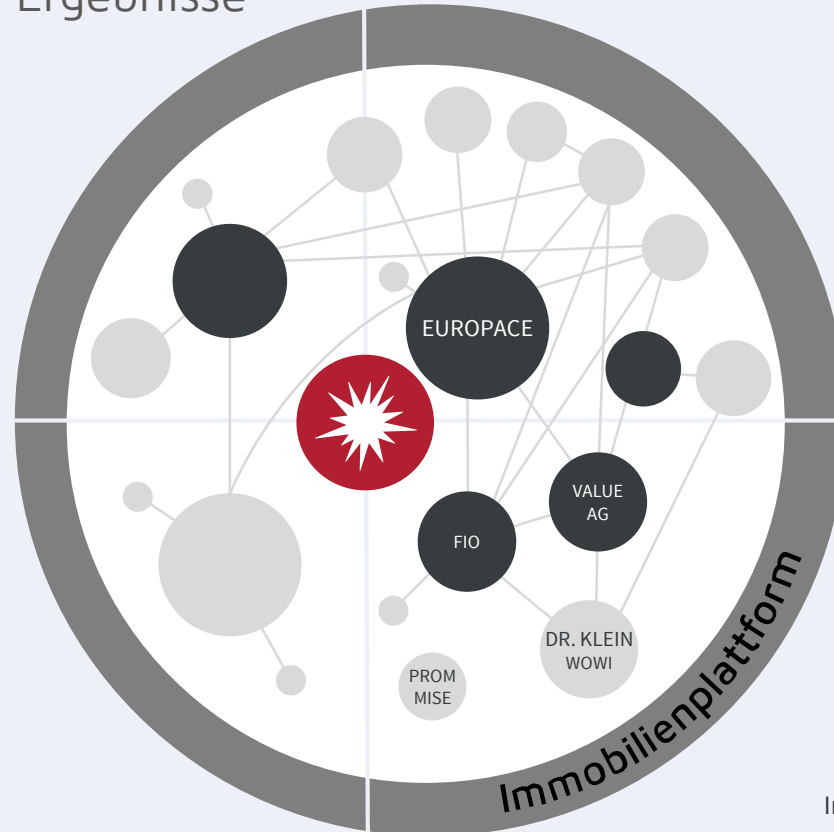 Ergebnisse
EUROPACE
VALUE
AG
FIO
DR. KLEIN
WOWI
PROM
MISE
Immobilienplattform